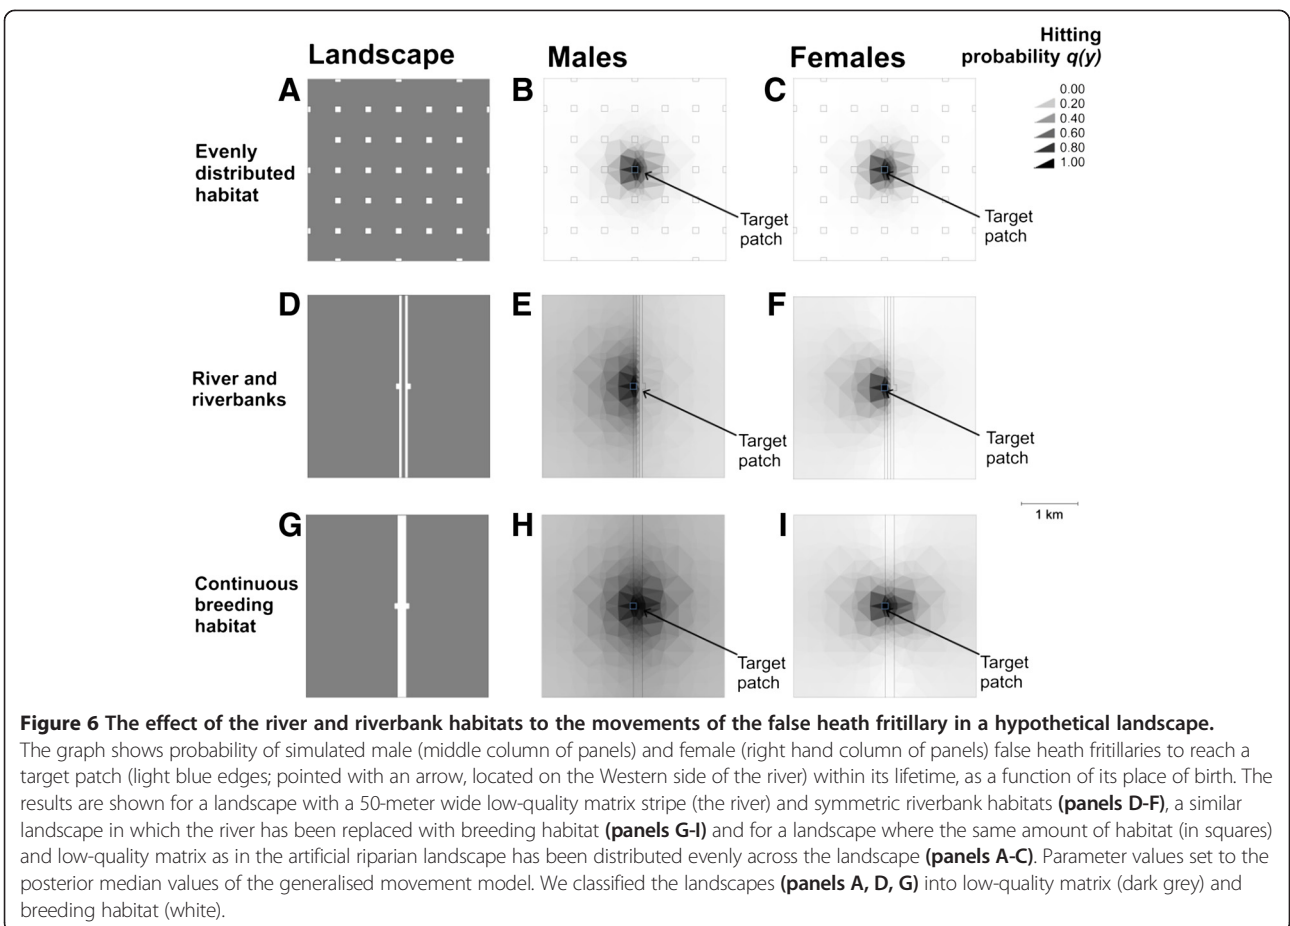 Landscape
Males
Females
Hitting
probability q(y)
0.00
0.20
0.40
0.60
0.80
1.00
A
B
C
Evenly
distributed
habitat
Target
patch
Target
patch
D
E
F
River and
riverbanks
Target
patch
Target
patch
1 km
G
H
I
Continuous
breeding
habitat
Target
patch
Target
patch
Figure 6 The effect of the river and riverbank habitats to the movements of the false heath fritillary in a hypothetical landscape.
The graph shows probability of simulated male (middle column of panels) and female (right hand column of panels) false heath fritillaries to reach a
target patch (light blue edges; pointed with an arrow, located on the Western side of the river) within its lifetime, as a function of its place of birth. The
results are shown for a landscape with a 50-meter wide low-quality matrix stripe (the river) and symmetric riverbank habitats (panels D-F), a similar
landscape in which the river has been replaced with breeding habitat (panels G-I) and for a landscape where the same amount of habitat (in squares)
and low-quality matrix as in the artificial riparian landscape has been distributed evenly across the landscape (panels A-C). Parameter values set to the
posterior median values of the generalised movement model. We classified the landscapes (panels A, D, G) into low-quality matrix (dark grey) and
breeding habitat (white).